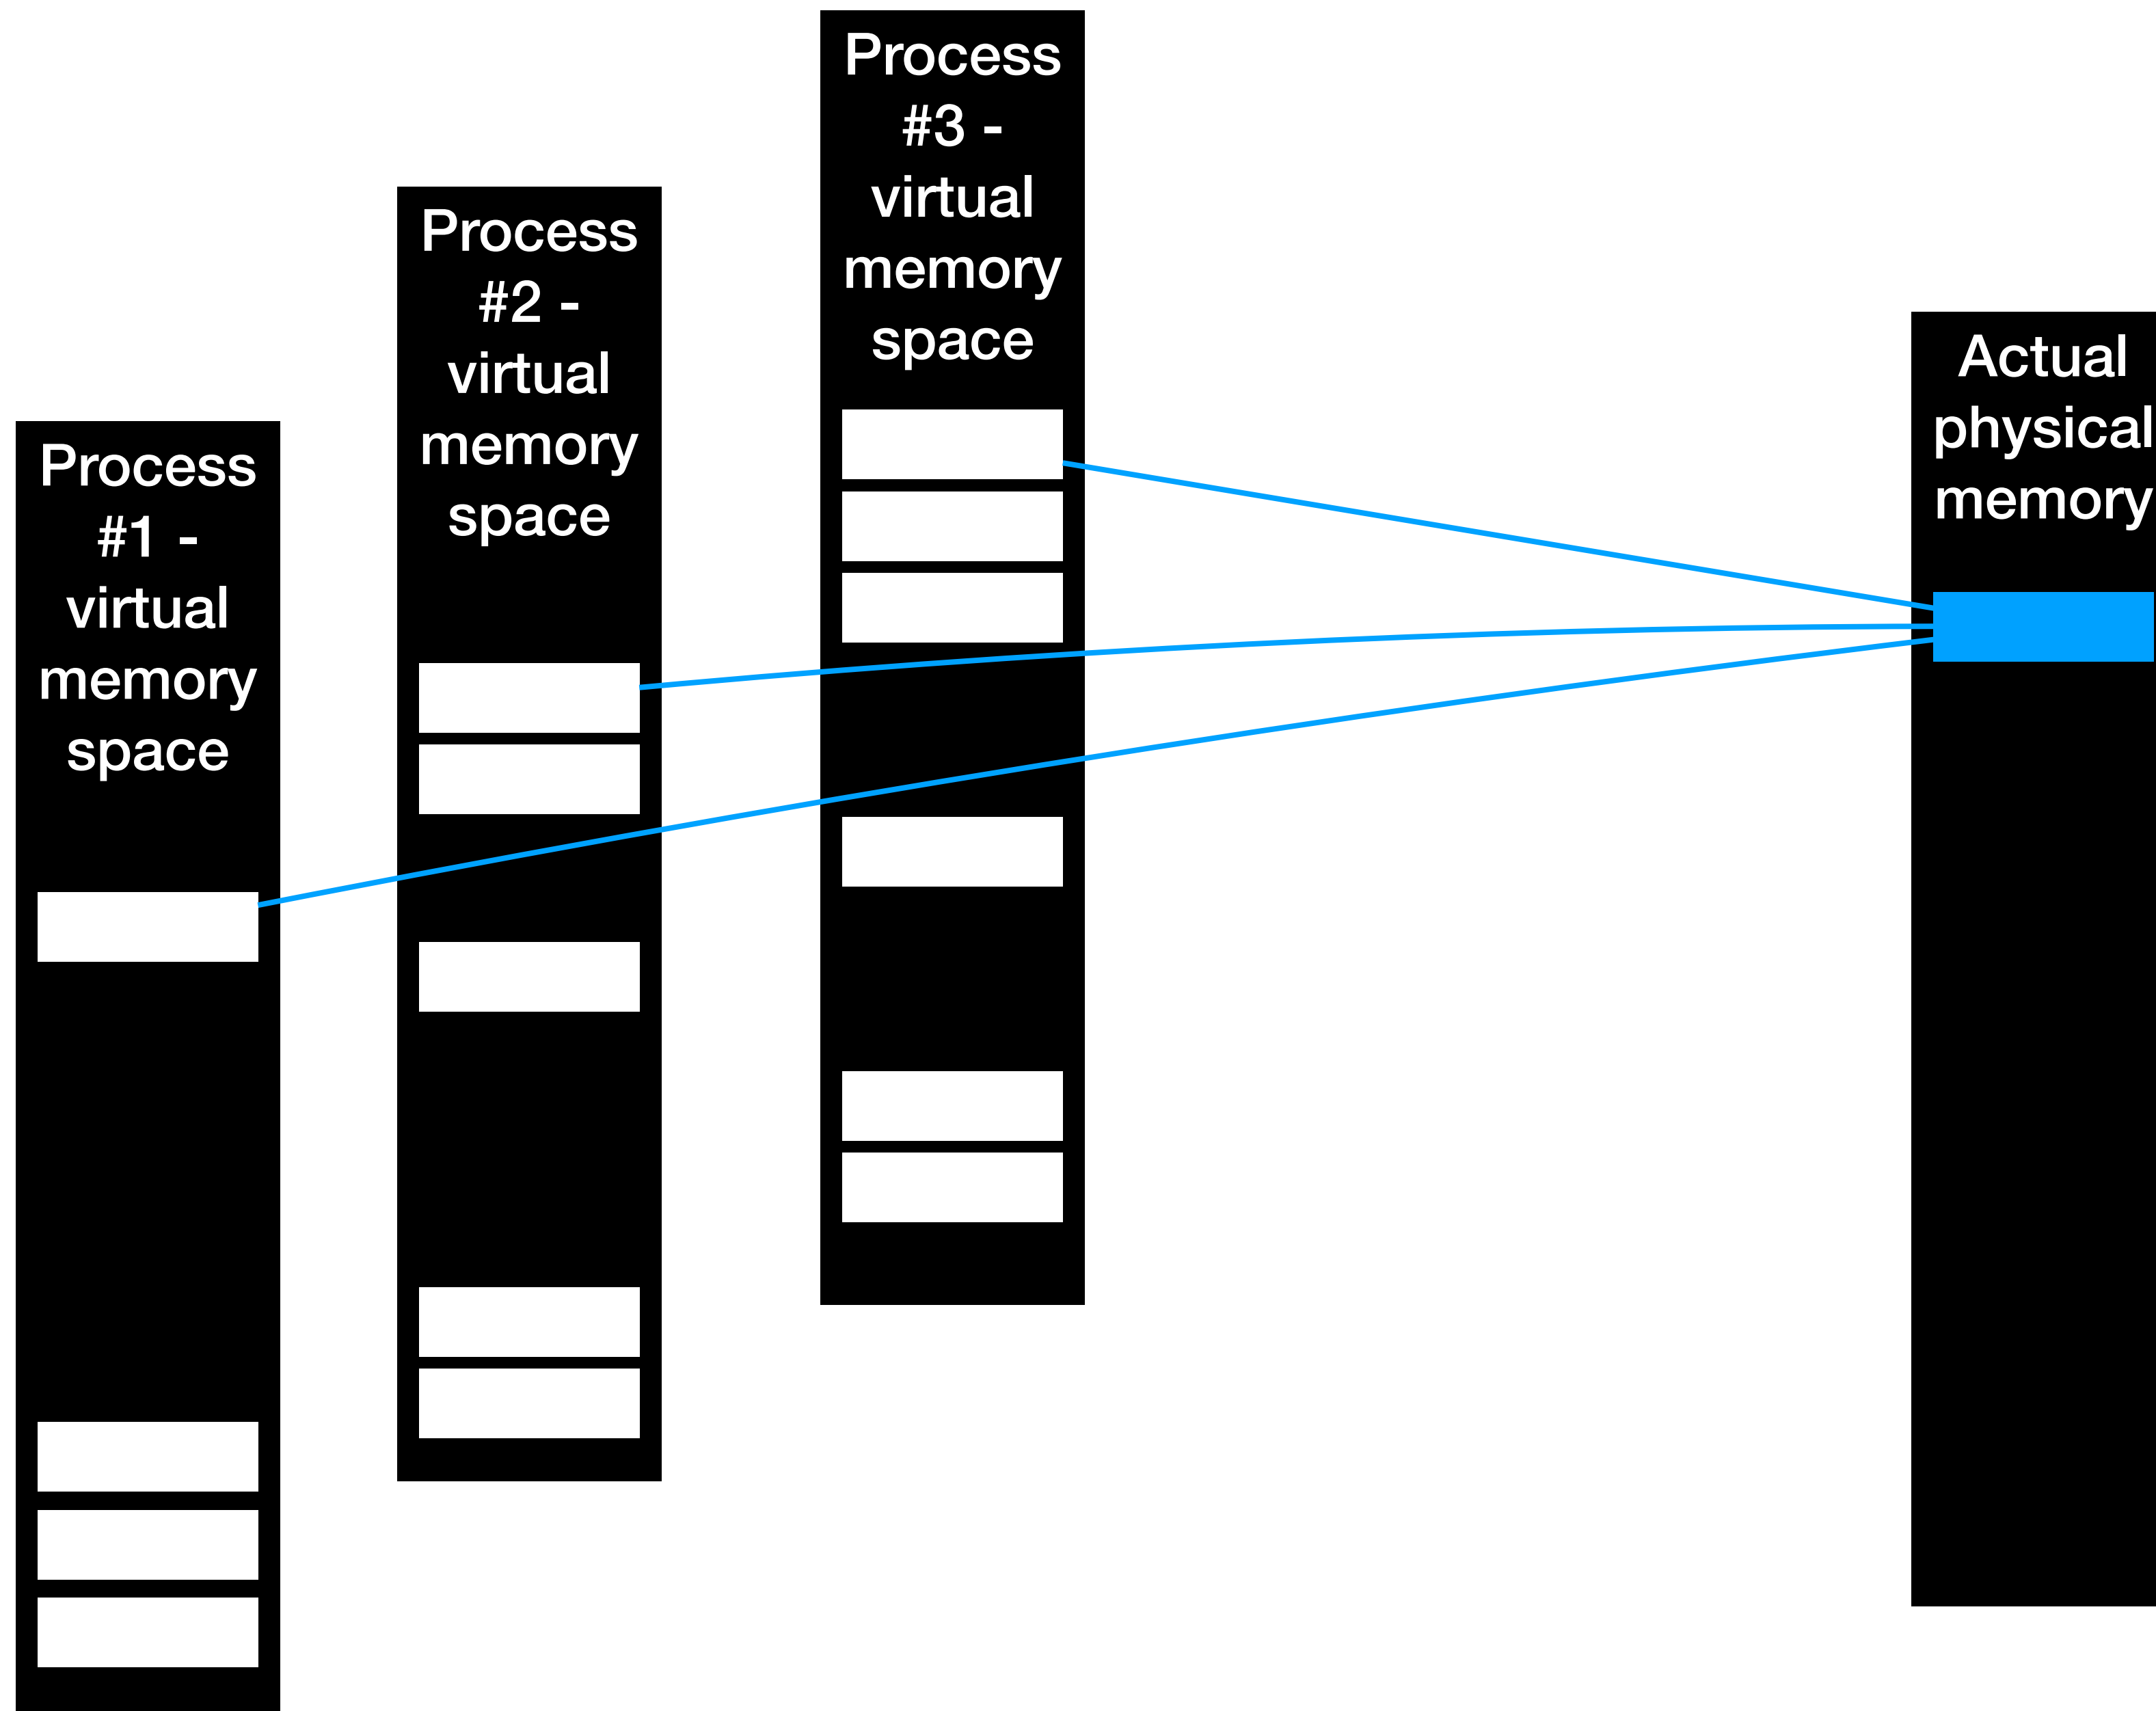 Process
#1 -
virtual
memory
space
Process
#2 -
virtual
memory
space
Process
#3 -
virtual
memory
space
Actual
physical
memory